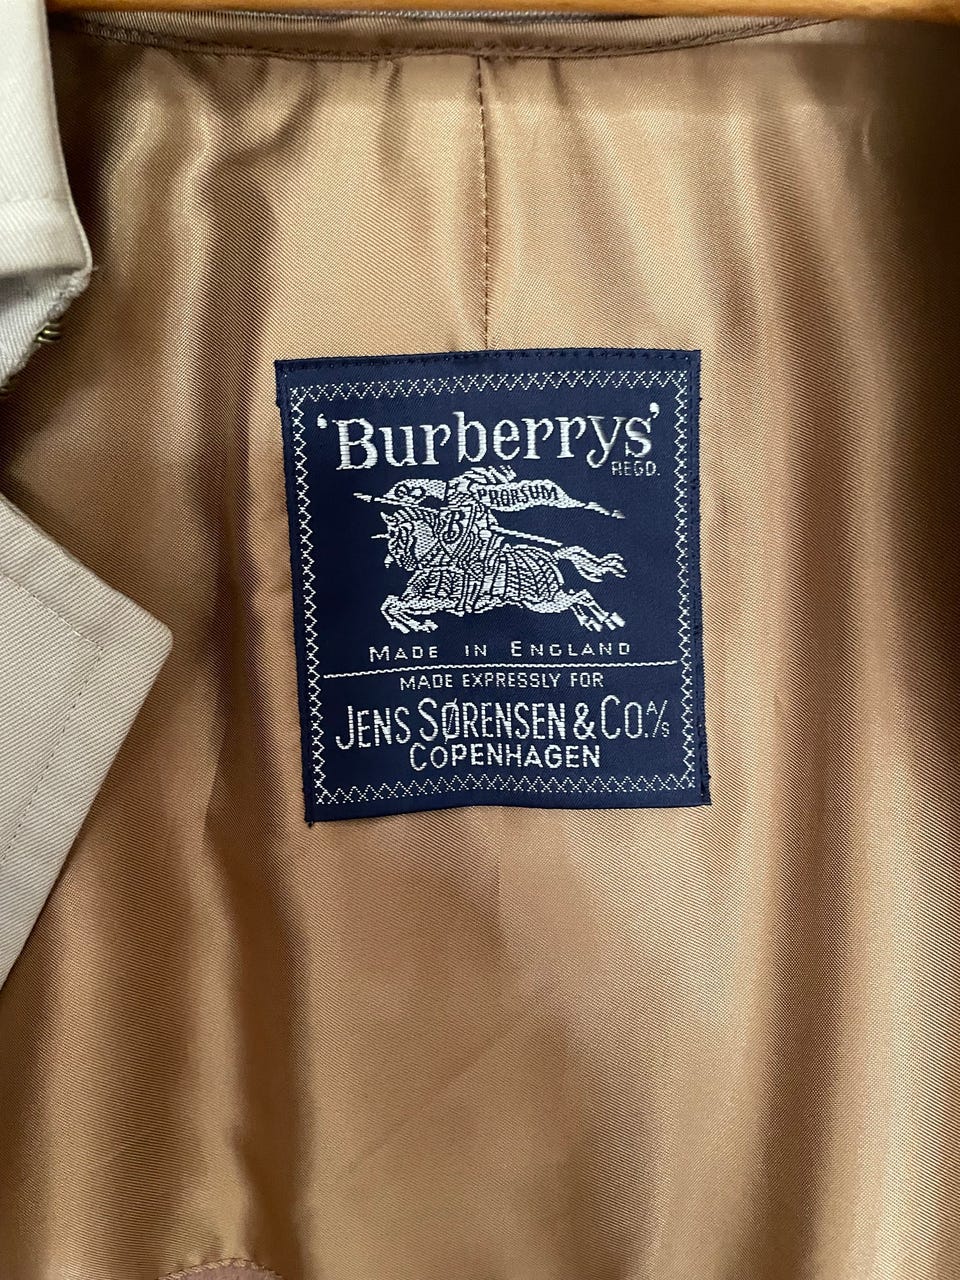 'Burberrys'
REGD.
PRORSUM
B
MADE IN ENGLAND
MADE EXPRESSLY FOR
JENS SØRENSEN & CO. A/S
COPENHAGEN